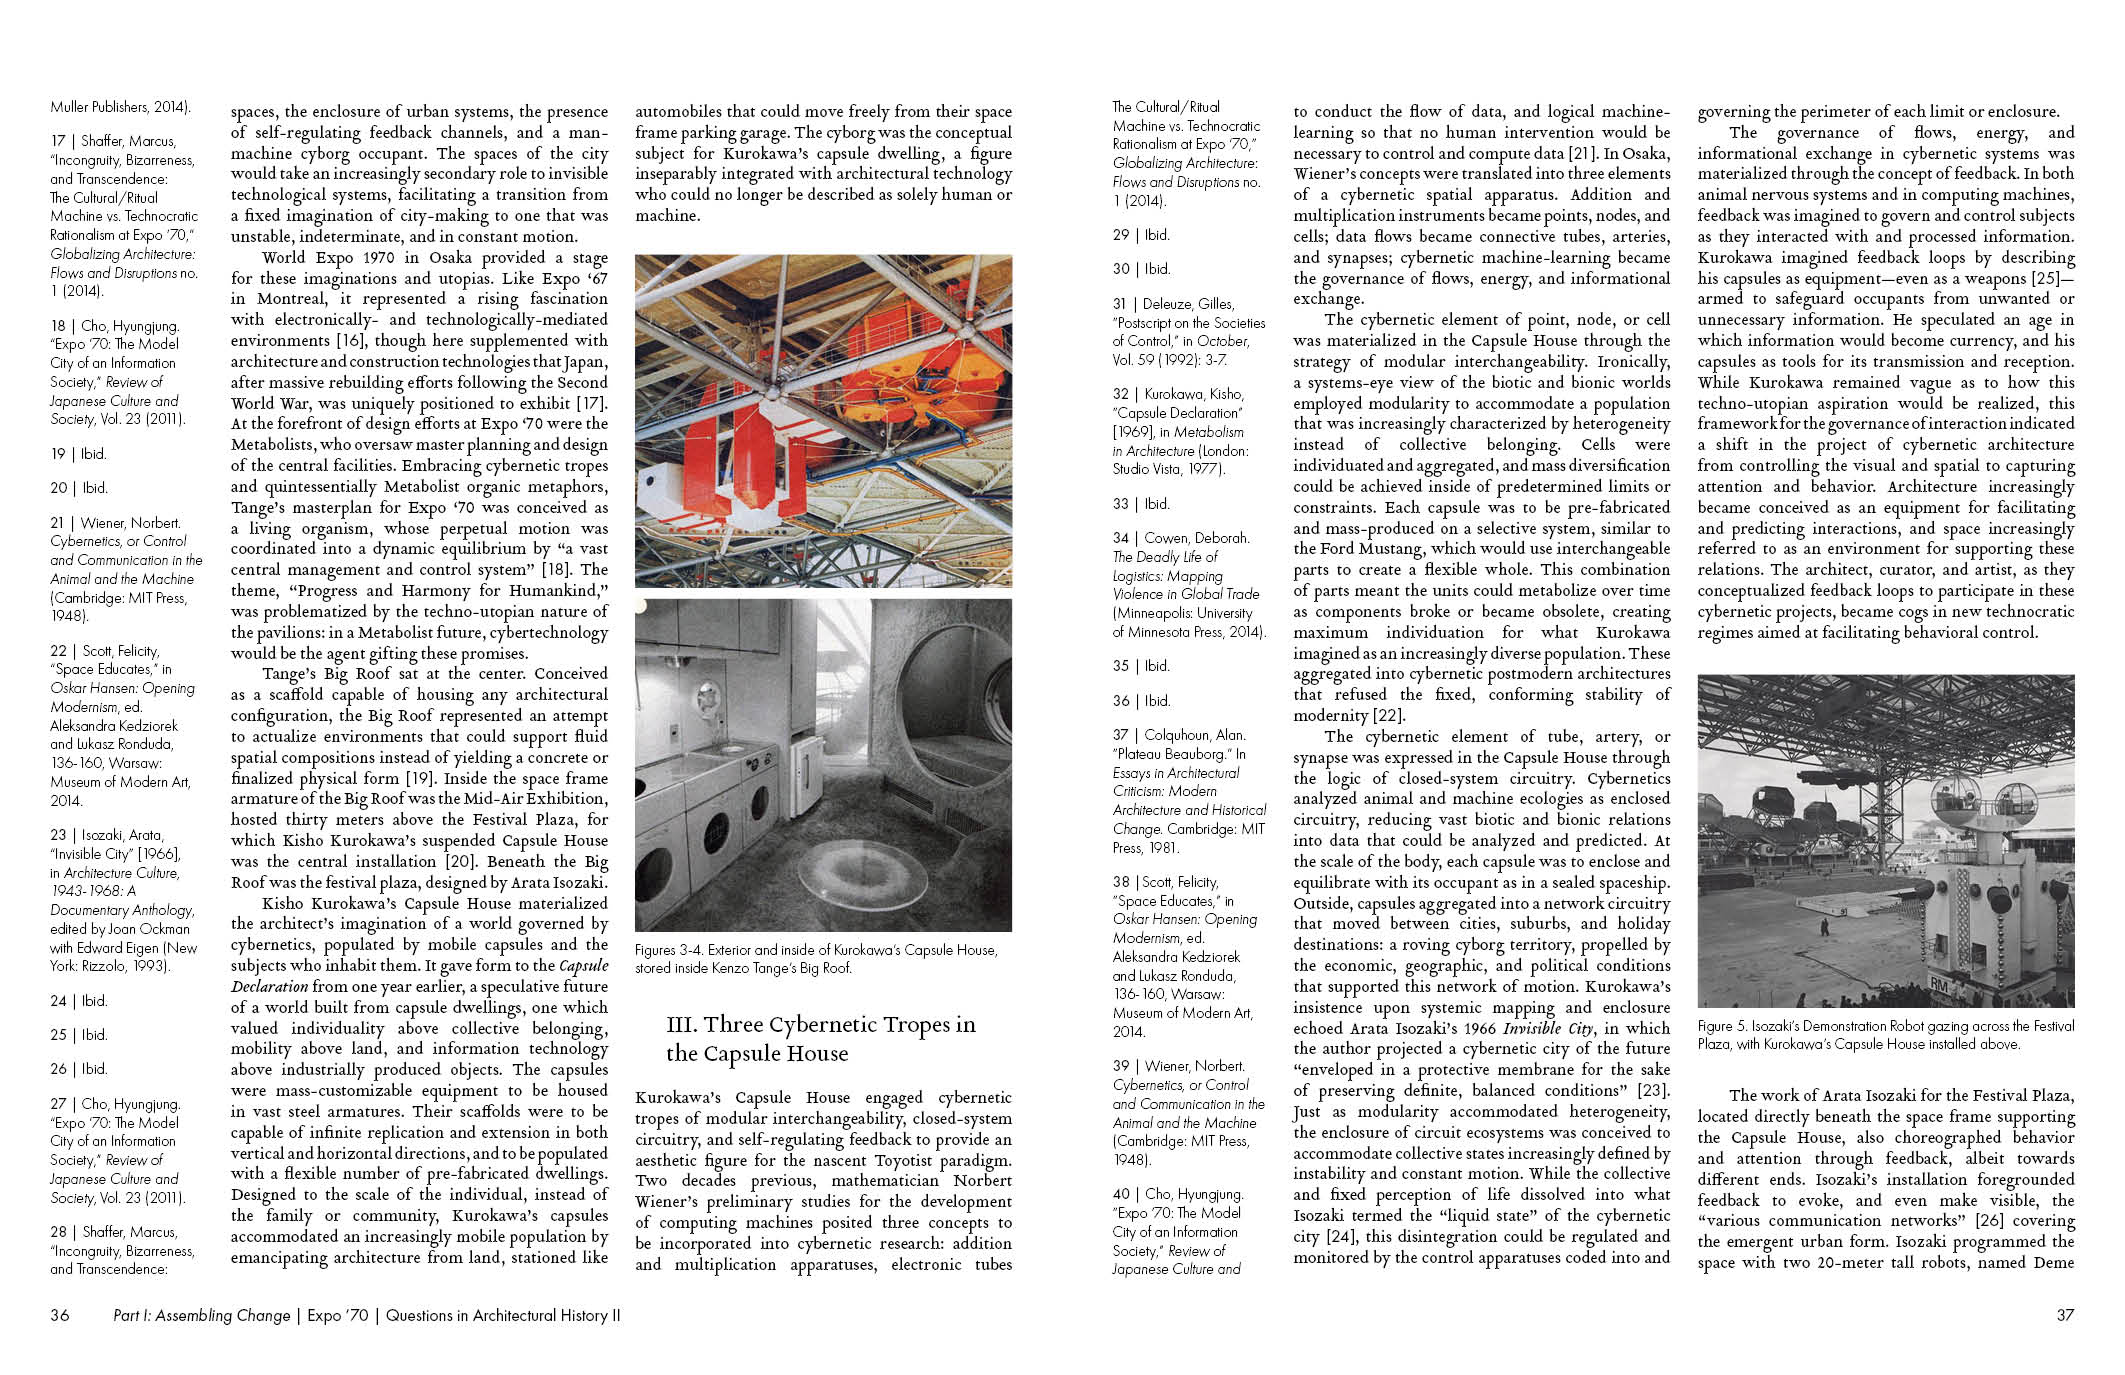 Muller Publishers, 2014).
17 | Shaffer, Marcus,
“Incongruity, Bizarreness,
and Transcendence:
The Cultural/Ritual
Machine vs. Technocratic
Rationalism at Expo ’70,”
Globalizing Architecture:
Flows and Disruptions no.
1 (2014).
18 | Cho, Hyungjung.
“Expo ’70: The Model
City of an Information
Society,” Review of
Japanese Culture and
Society, Vol. 23 (2011).
19 | Ibid.
20 | Ibid.
21 | Wiener, Norbert.
Cybernetics, or Control
and Communication in the
Animal and the Machine
(Cambridge: MIT Press,
1948).
22 | Scott, Felicity,
“Space Educates,” in
Oskar Hansen: Opening
Modernism, ed.
Aleksandra Kedziorek
and Lukasz Ronduda,
136-160, Warsaw:
Museum of Modern Art,
2014.
23 | Isozaki, Arata,
“Invisible City” [1966],
in Architecture Culture,
1943-1968: A
Documentary Anthology,
edited by Joan Ockman
with Edward Eigen (New
York: Rizzolo, 1993).
24 | Ibid.
25 | Ibid.
26 | Ibid.
27 | Cho, Hyungjung.
“Expo ’70: The Model
City of an Information
Society,” Review of
Japanese Culture and
Society, Vol. 23 (2011).
28 | Shaffer, Marcus,
“Incongruity, Bizarreness,
and Transcendence:
spaces, the enclosure of urban systems, the presence
of self-regulating feedback channels, and a man-
machine cyborg occupant. The spaces of the city
would take an increasingly secondary role to invisible
technological systems, facilitating a transition from
a fixed imagination of city-making to one that was
unstable, indeterminate, and in constant motion.
World Expo 1970 in Osaka provided a stage
for these imaginations and utopias. Like Expo ‘67
in Montreal, it represented a rising fascination
with electronically- and technologically-mediated
environments [16], though here supplemented with
architecture and construction technologies that Japan,
after massive rebuilding efforts following the Second
World War, was uniquely positioned to exhibit [17].
At the forefront of design efforts at Expo ‘70 were the
Metabolists, who oversaw master planning and design
of the central facilities. Embracing cybernetic tropes
and quintessentially Metabolist organic metaphors,
Tange’s masterplan for Expo ‘70 was conceived as
a living organism, whose perpetual motion was
coordinated into a dynamic equilibrium by “a vast
central management and control system” [18]. The
theme, “Progress and Harmony for Humankind,”
was problematized by the techno-utopian nature of
the pavilions: in a Metabolist future, cybertechnology
would be the agent gifting these promises.
Tange’s Big Roof sat at the center. Conceived
as a scaffold capable of housing any architectural
configuration, the Big Roof represented an attempt
to actualize environments that could support fluid
spatial compositions instead of yielding a concrete or
finalized physical form [19]. Inside the space frame
armature of the Big Roof was the Mid-Air Exhibition,
hosted thirty meters above the Festival Plaza, for
which Kisho Kurokawa’s suspended Capsule House
was the central installation [20]. Beneath the Big
Roof was the festival plaza, designed by Arata Isozaki.
Kisho Kurokawa’s Capsule House materialized
the architect’s imagination of a world governed by
cybernetics, populated by mobile capsules and the
subjects who inhabit them. It gave form to the Capsule
Declaration from one year earlier, a speculative future
of a world built from capsule dwellings, one which
valued individuality above collective belonging,
mobility above land, and information technology
above industrially produced objects. The capsules
were mass-customizable equipment to be housed
in vast steel armatures. Their scaffolds were to be
capable of infinite replication and extension in both
vertical and horizontal directions, and to be populated
with a flexible number of pre-fabricated dwellings.
Designed to the scale of the individual, instead of
the family or community, Kurokawa’s capsules
accommodated an increasingly mobile population by
emancipating architecture from land, stationed like
automobiles that could move freely from their space
frame parking garage. The cyborg was the conceptual
subject for Kurokawa’s capsule dwelling, a figure
inseparably integrated with architectural technology
who could no longer be described as solely human or
machine.
Figures 3-4. Exterior and inside of Kurokawa’s Capsule House,
stored inside Kenzo Tange’s Big Roof.
III. Three Cybernetic Tropes in
the Capsule House
Kurokawa’s Capsule House engaged cybernetic
tropes of modular interchangeability, closed-system
circuitry, and self-regulating feedback to provide an
aesthetic figure for the nascent Toyotist paradigm.
Two decades previous, mathematician Norbert
Wiener’s preliminary studies for the development
of computing machines posited three concepts to
be incorporated into cybernetic research: addition
and multiplication apparatuses, electronic tubes
36 Part I: Assembling Change | Expo ’70 | Questions in Architectural History II
The Cultural/Ritual
Machine vs. Technocratic
Rationalism at Expo ’70,”
Globalizing Architecture:
Flows and Disruptions no.
1 (2014).
29 | Ibid.
30 | Ibid.
31 | Deleuze, Gilles,
“Postscript on the Societies
of Control,” in October,
Vol. 59 (1992): 3-7.
32 | Kurokawa, Kisho,
“Capsule Declaration”
[1969], in Metabolism
in Architecture (London:
Studio Vista, 1977).
33 | Ibid.
34 | Cowen, Deborah.
The Deadly Life of
Logistics: Mapping
Violence in Global Trade
(Minneapolis: University
of Minnesota Press, 2014).
35 | Ibid.
36 | Ibid.
37 | Colquhoun, Alan.
“Plateau Beauborg.” In
Essays in Architectural
Criticism: Modern
Architecture and Historical
Change. Cambridge: MIT
Press, 1981.
38 |Scott, Felicity,
“Space Educates,” in
Oskar Hansen: Opening
Modernism, ed.
Aleksandra Kedziorek
and Lukasz Ronduda,
136-160, Warsaw:
Museum of Modern Art,
2014.
39 | Wiener, Norbert.
Cybernetics, or Control
and Communication in the
Animal and the Machine
(Cambridge: MIT Press,
1948).
40 | Cho, Hyungjung.
“Expo ’70: The Model
City of an Information
Society,” Review of
Japanese Culture and
to conduct the flow of data, and logical machine-
learning so that no human intervention would be
necessary to control and compute data [21]. In Osaka,
Wiener’s concepts were translated into three elements
of a cybernetic spatial apparatus. Addition and
multiplication instruments became points, nodes, and
cells; data flows became connective tubes, arteries,
and synapses; cybernetic machine-learning became
the governance of flows, energy, and informational
exchange.
The cybernetic element of point, node, or cell
was materialized in the Capsule House through the
strategy of modular interchangeability. Ironically,
a systems-eye view of the biotic and bionic worlds
employed modularity to accommodate a population
that was increasingly characterized by heterogeneity
instead of collective belonging. Cells were
individuated and aggregated, and mass diversification
could be achieved inside of predetermined limits or
constraints. Each capsule was to be pre-fabricated
and mass-produced on a selective system, similar to
the Ford Mustang, which would use interchangeable
parts to create a flexible whole. This combination
of parts meant the units could metabolize over time
as components broke or became obsolete, creating
maximum individuation for what Kurokawa
imagined as an increasingly diverse population. These
aggregated into cybernetic postmodern architectures
that refused the fixed, conforming stability of
modernity [22].
The cybernetic element of tube, artery, or
synapse was expressed in the Capsule House through
the logic of closed-system circuitry. Cybernetics
analyzed animal and machine ecologies as enclosed
circuitry, reducing vast biotic and bionic relations
into data that could be analyzed and predicted. At
the scale of the body, each capsule was to enclose and
equilibrate with its occupant as in a sealed spaceship.
Outside, capsules aggregated into a network circuitry
that moved between cities, suburbs, and holiday
destinations: a roving cyborg territory, propelled by
the economic, geographic, and political conditions
that supported this network of motion. Kurokawa’s
insistence upon systemic mapping and enclosure
echoed Arata Isozaki’s 1966 Invisible City, in which
the author projected a cybernetic city of the future
“enveloped in a protective membrane for the sake
of preserving definite, balanced conditions” [23].
Just as modularity accommodated heterogeneity,
the enclosure of circuit ecosystems was conceived to
accommodate collective states increasingly defined by
instability and constant motion. While the collective
and fixed perception of life dissolved into what
Isozaki termed the “liquid state” of the cybernetic
city [24], this disintegration could be regulated and
monitored by the control apparatuses coded into and
governing the perimeter of each limit or enclosure.
The governance of flows, energy, and
informational exchange in cybernetic systems was
materialized through the concept of feedback. In both
animal nervous systems and in computing machines,
feedback was imagined to govern and control subjects
as they interacted with and processed information.
Kurokawa imagined feedback loops by describing
his capsules as equipment—even as a weapons [25]—
armed to safeguard occupants from unwanted or
unnecessary information. He speculated an age in
which information would become currency, and his
capsules as tools for its transmission and reception.
While Kurokawa remained vague as to how this
techno-utopian aspiration would be realized, this
framework for the governance of interaction indicated
a shift in the project of cybernetic architecture
from controlling the visual and spatial to capturing
attention and behavior. Architecture increasingly
became conceived as an equipment for facilitating
and predicting interactions, and space increasingly
referred to as an environment for supporting these
relations. The architect, curator, and artist, as they
conceptualized feedback loops to participate in these
cybernetic projects, became cogs in new technocratic
regimes aimed at facilitating behavioral control.
RM
Figure 5. Isozaki’s Demonstration Robot gazing across the Festival
Plaza, with Kurokawa’s Capsule House installed above.
The work of Arata Isozaki for the Festival Plaza,
located directly beneath the space frame supporting
the Capsule House, also choreographed behavior
and attention through feedback, albeit towards
different ends. Isozaki’s installation foregrounded
feedback to evoke, and even make visible, the
“various communication networks” [26] covering
the emergent urban form. Isozaki programmed the
space with two 20-meter tall robots, named Deme
37